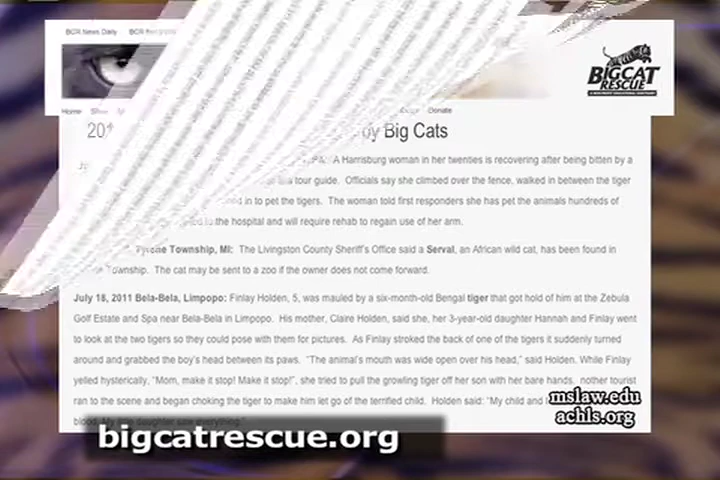 BCR News Daily BCR
BIGCAT
RESCUE
Home Donate
201 by Big Cats
A Harrisburg woman in her twenties is recovering after being bitten by a
a tour guide. Officials say she climbed over the fence, walked in between the tiger
in to pet the tigers. The woman told first responders she has pet the animals hundreds of
to the hospital and will require rehab to regain use of her arm.
Tyrone Township, MI: The Livingston County Sheriff's Office said a Serval, an African wild cat, has been found in
Township. The cat may be sent to a zoo if the owner does not come forward.
July 18, 2011 Bela-Bela, Limpopo: Finlay Holden, 5, was mauled by a six-month-old Bengal tiger that got hold of him at the Zebula
Golf Estate and Spa near Bela-Bela in Limpopo. His mother, Claire Holden, said she, her 3-year-old daughter Hannah and Finlay went
to look at the two tigers so they could pose with them for pictures. As Finlay stroked the back of one of the tigers it suddenly turned
around and grabbed the boy's head between its paws. "The animal's mouth was wide open over his head," said Holden. While Finlay
yelled hysterically, "Mom, make it stop! Make it stop!", she tried to pull the growling tiger off her son with her bare hands. nother tourist
ran to the scene and began choking the tiger to make him let go of the terrified child. Holden said: "My child and I
blood. My little daughter saw everything."
mslaw.edu
achls.org
bigcatrescue.org